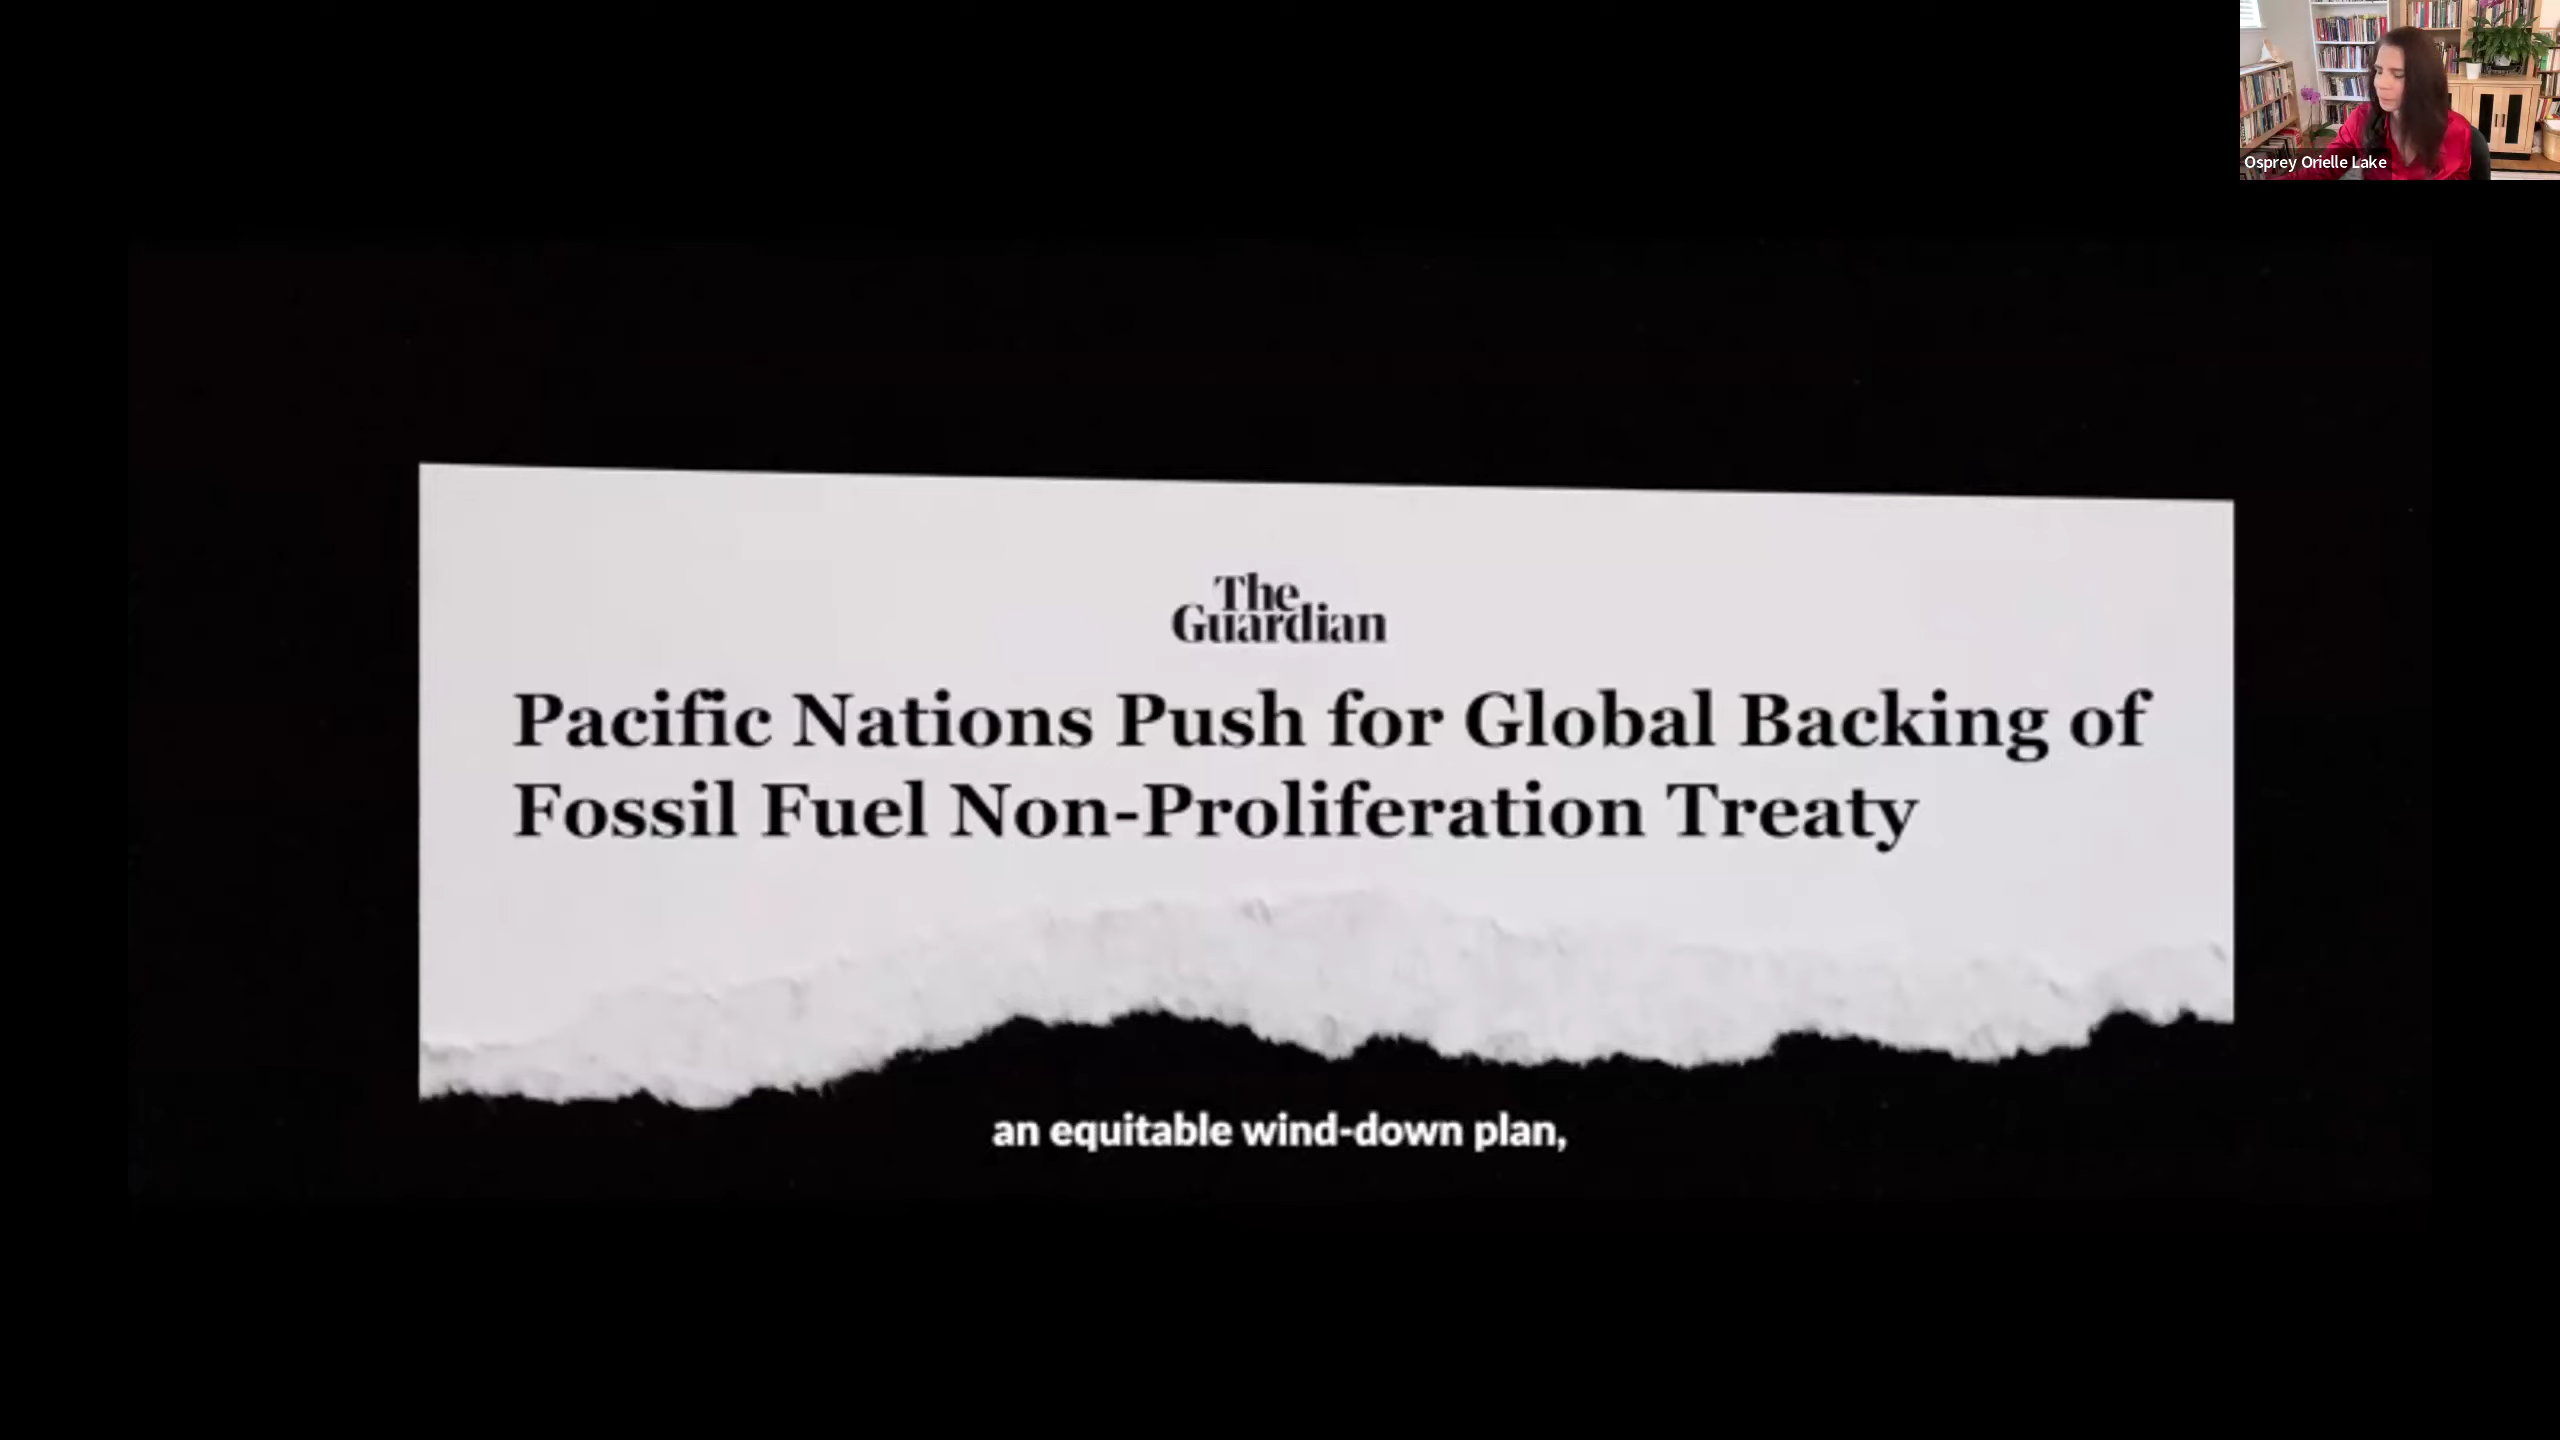 Osprey Orielle Lake
The
Guardian
Pacific Nations Push for Global Backing of
Fossil Fuel Non-Proliferation Treaty
an equitable wind-down plan,